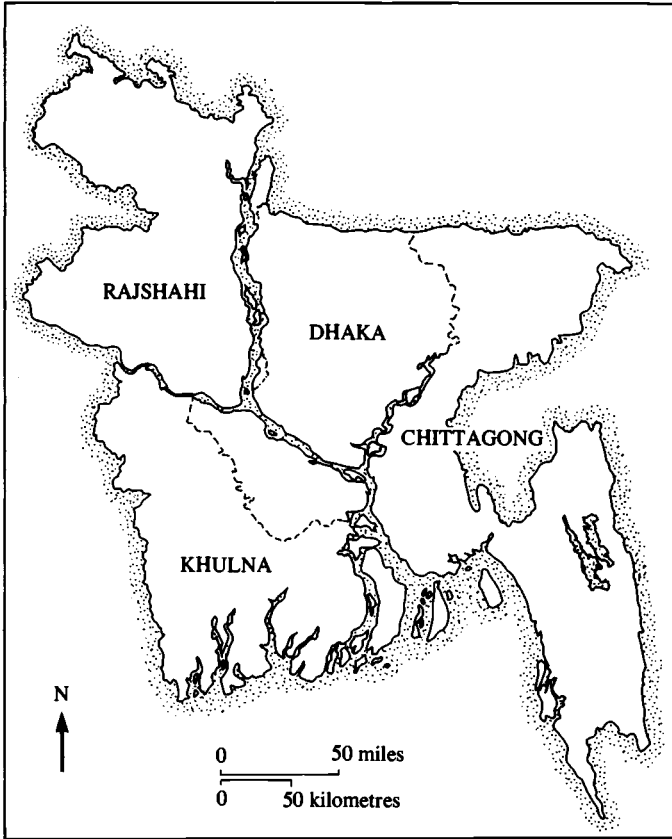 RAJSHAHI
DHAKA
CHITTAGONG
KHULNA
N
0 50 miles
0 50 kilometres